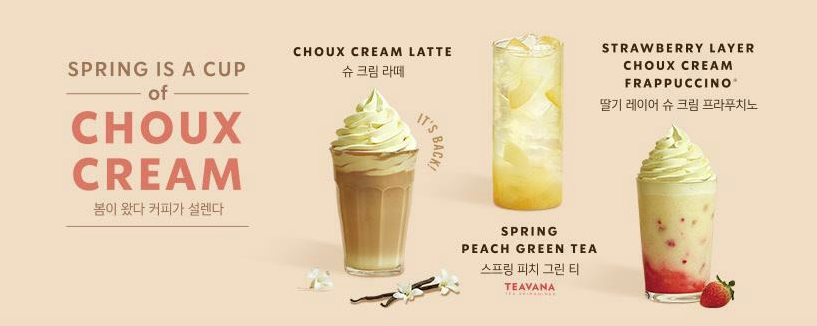 SPRING IS A CUP
of
CHOUX
CREAM
봄이 왔다 커피가 설렌다
CHOUX CREAM LATTE
슈 크림 라떼
IT'S BACK!
SPRING
PEACH GREEN TEA
스프링 피치 그린 티
TEAVANA
STRAWBERRY LAYER
CHOUX CREAM
FRAPPUCCINO®
딸기 레이어 슈 크림 프라푸치노